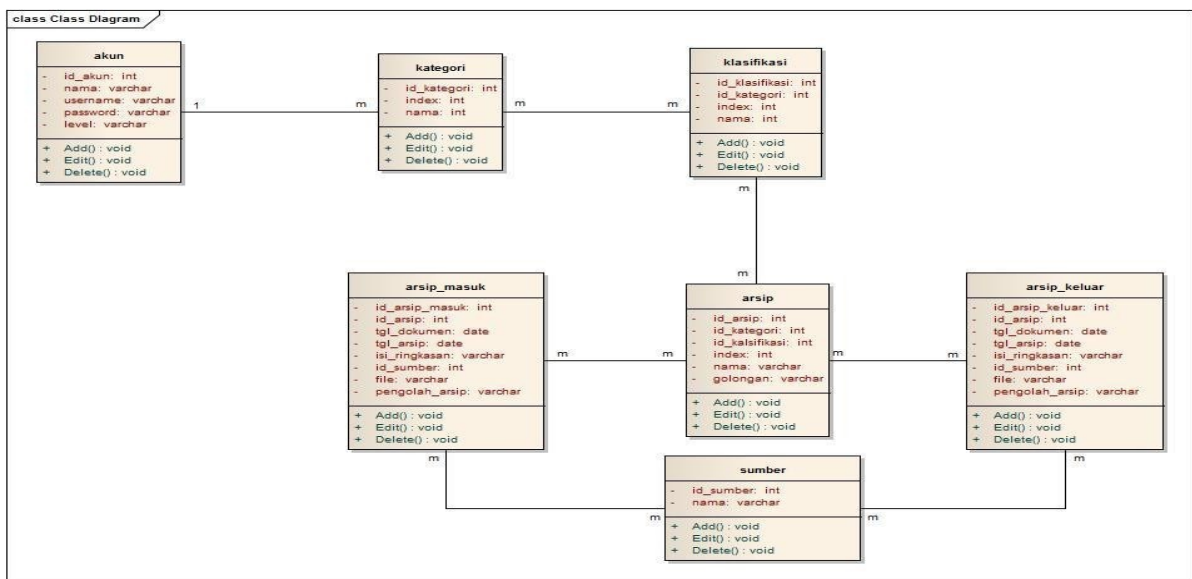 class Class Diagram
akun
- id_akun: int
- nama: varchar
- username: varchar
- password: varchar
- level: varchar
+ Add() : void
+ Edit() : void
+ Delete() : void
1
m
kategori
- id_kategori: int
- index: int
- nama: int
+ Add() : void
+ Edit() : void
+ Delete() : void
m
m
klasifikasi
- id_klasifikasi: int
- id_kategori: int
- index: int
- nama: int
+ Add() : void
+ Edit() : void
+ Delete() : void
m
m
arsip_masuk
- id_arsip_masuk: int
- id_arsip: int
- tgl_dokumen: date
- tgl_arsip: date
- isi_ringkasan: varchar
- id_sumber: int
- file: varchar
- pengolah_arsip: varchar
+ Add() : void
+ Edit() : void
+ Delete() : void
m
m
arsip
- id_arsip: int
- id_kategori: int
- id_kalsifikasi: int
- index: int
- nama: varchar
- golongan: varchar
+ Add() : void
+ Edit() : void
+ Delete() : void
m
m
arsip_keluar
- id_arsip_keluar: int
- id_arsip: int
- tgl_dokumen: date
- tgl_arsip: date
- isi_ringkasan: varchar
- id_sumber: int
- file: varchar
- pengolah_arsip: varchar
+ Add() : void
+ Edit() : void
+ Delete() : void
m
m
sumber
- id_sumber: int
- nama: varchar
+ Add() : void
+ Edit() : void
+ Delete() : void
m
m